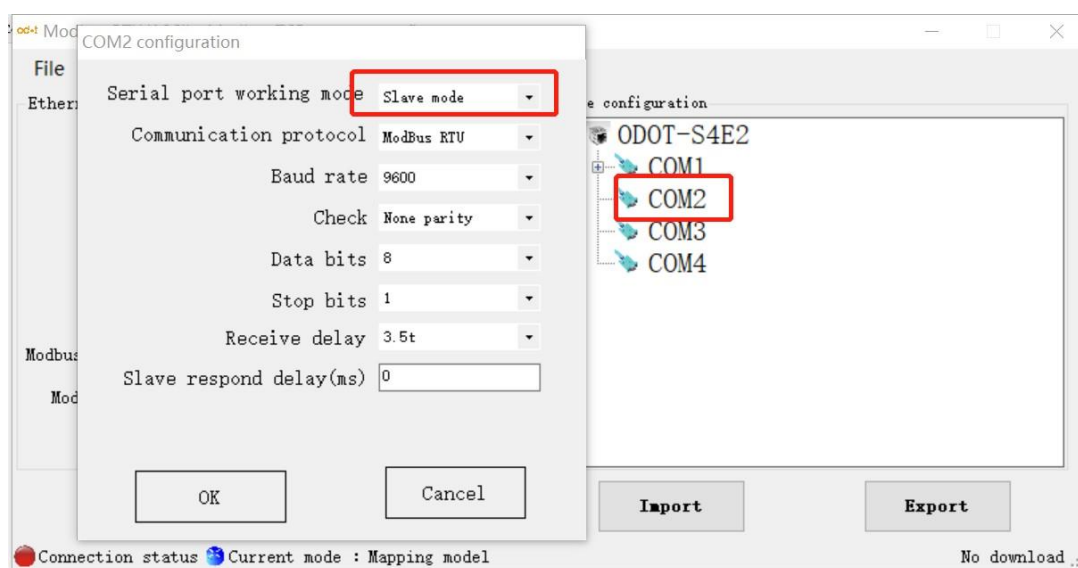 od•t Mod
COM2 configuration
File
Ether
Serial port working mode Slave mode
Communication protocol ModBus RTU
Baud rate 9600
Check None parity
Data bits 8
Stop bits 1
Receive delay 3.5t
Slave respond delay(ms) 0
Modbus
Mod
OK
Cancel
e configuration
ODOT-S4E2
COM1
COM2
COM3
COM4
Import
Export
Connection status Current mode : Mapping model
No download